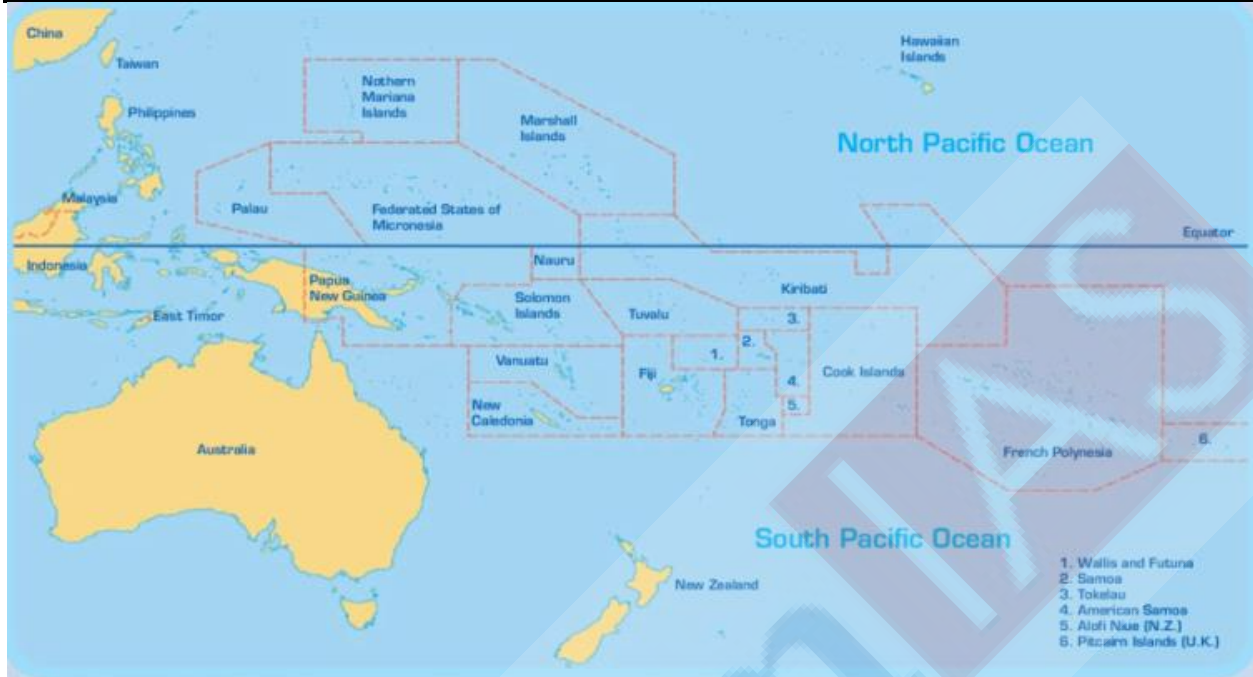 China
Taiwan
Philippines
Malaysia
Indonesia
East Timor
Palau
Nothern
Mariana
Islands
Marshall
Islands
Federated States of
Micronesia
Hawaiian
Islands
North Pacific Ocean
Equator
Nauru
Papua
New Guinea
Solomon
Islands
Tuvalu
Kiribati
3.
2.
1.
Vanuatu
Fiji
4.
Cook Islands
5.
New
Caledonia
Tonga
French Polynesia
6.
Australia
New Zealand
South Pacific Ocean
1. Wallis and Futuna
2. Samoa
3. Tokelau
4. American Samoa
5. Alofi Niue (N.Z.)
6. Pitcairn Islands (U.K.)
IAS